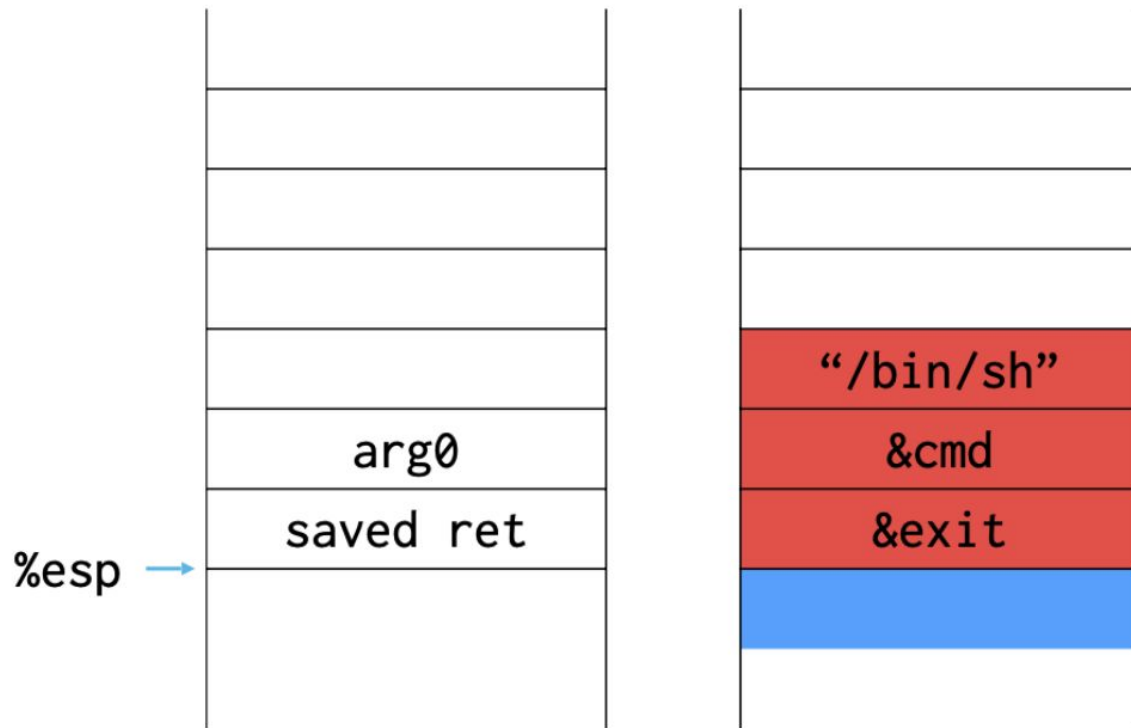 “/bin/sh”
arg0
&cmd
saved ret
&exit
%esp